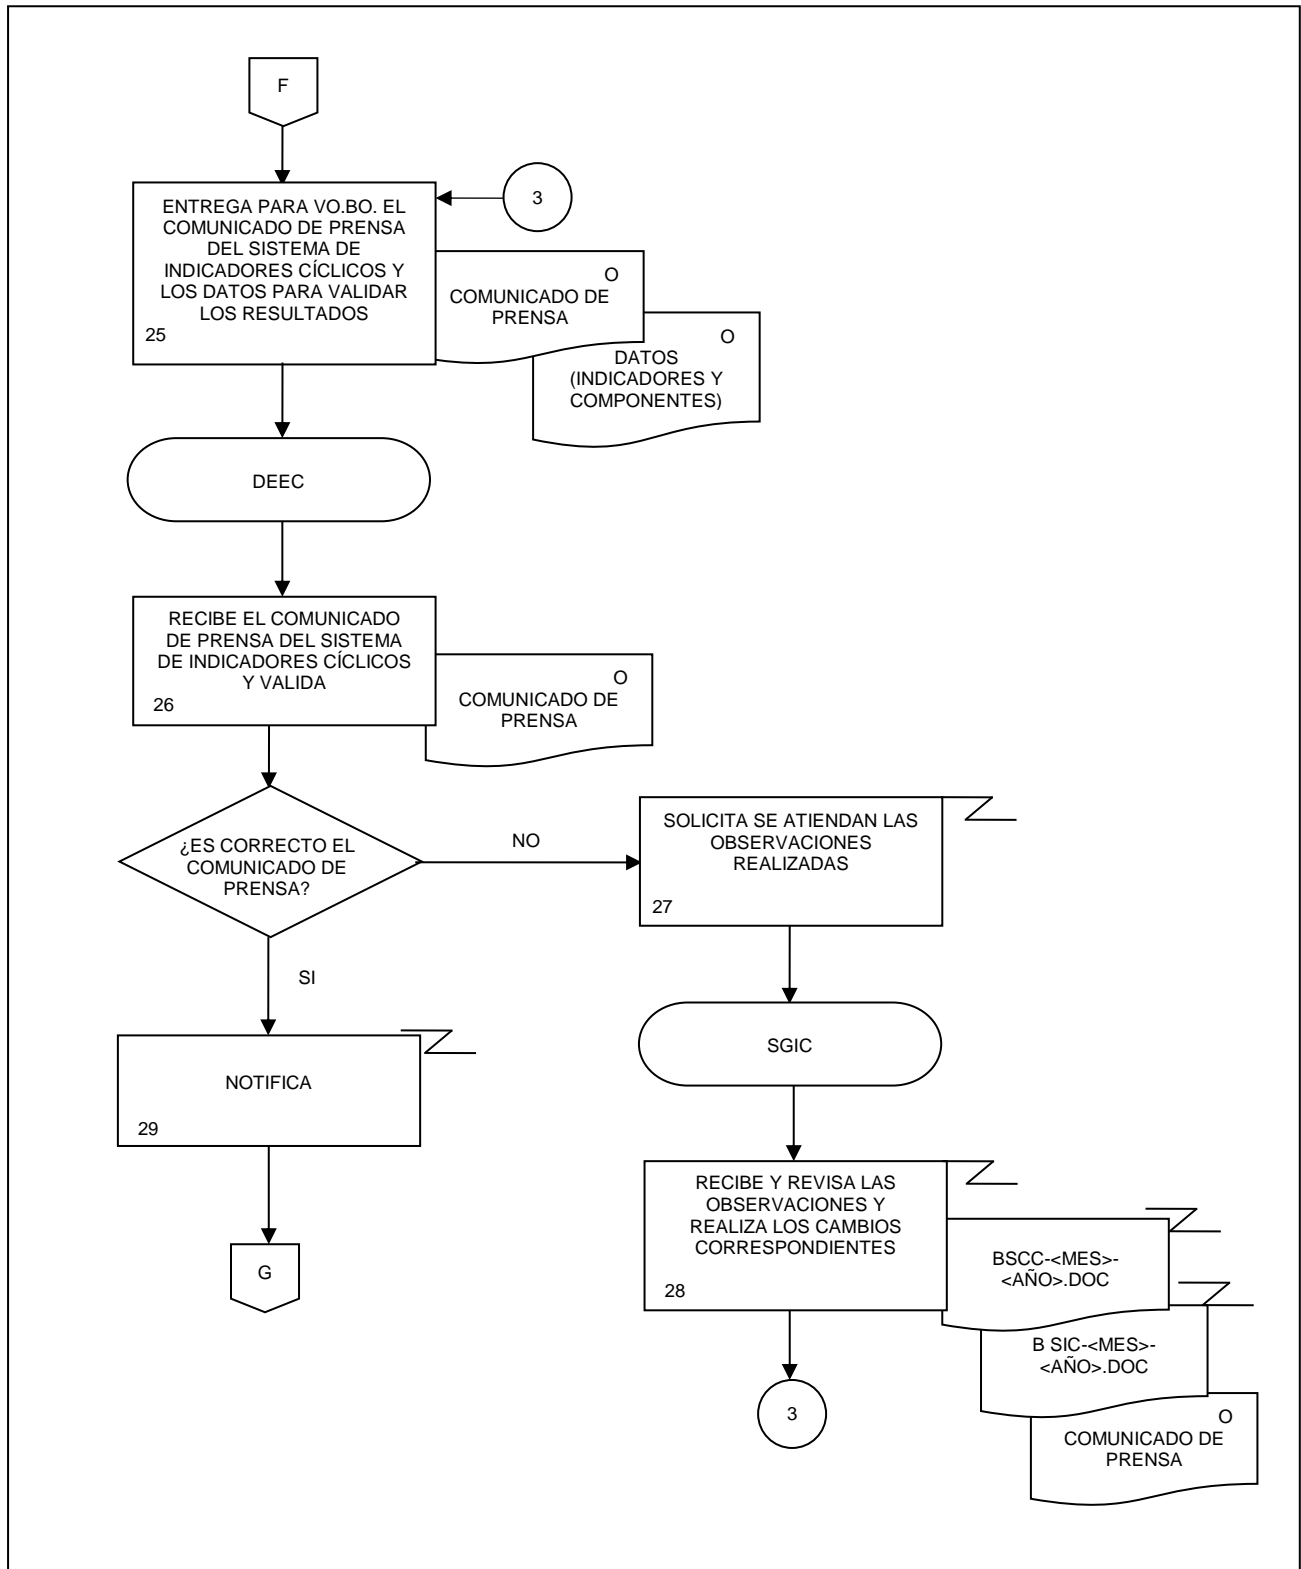 F
3
ENTREGA PARA VO.BO. EL
COMUNICADO DE PRENSA
DEL SISTEMA DE
INDICADORES CÍCLICOS Y
LOS DATOS PARA VALIDAR
LOS RESULTADOS
25
O
COMUNICADO DE
PRENSA
O
DATOS
(INDICADORES Y
COMPONENTES)
DEEC
RECIBE EL COMUNICADO
DE PRENSA DEL SISTEMA
DE INDICADORES CÍCLICOS
Y VALIDA
26
O
COMUNICADO DE
PRENSA
¿ES CORRECTO EL
COMUNICADO DE
PRENSA?
NO
SOLICITA SE ATIENDAN LAS
OBSERVACIONES
REALIZADAS
27
SI
NOTIFICA
29
G
SGIC
RECIBE Y REVISA LAS
OBSERVACIONES Y
REALIZA LOS CAMBIOS
CORRESPONDIENTES
28
BSCC-<MES>-
<AÑO>.DOC
B SIC-<MES>-
<AÑO>.DOC
O
COMUNICADO DE
PRENSA
3